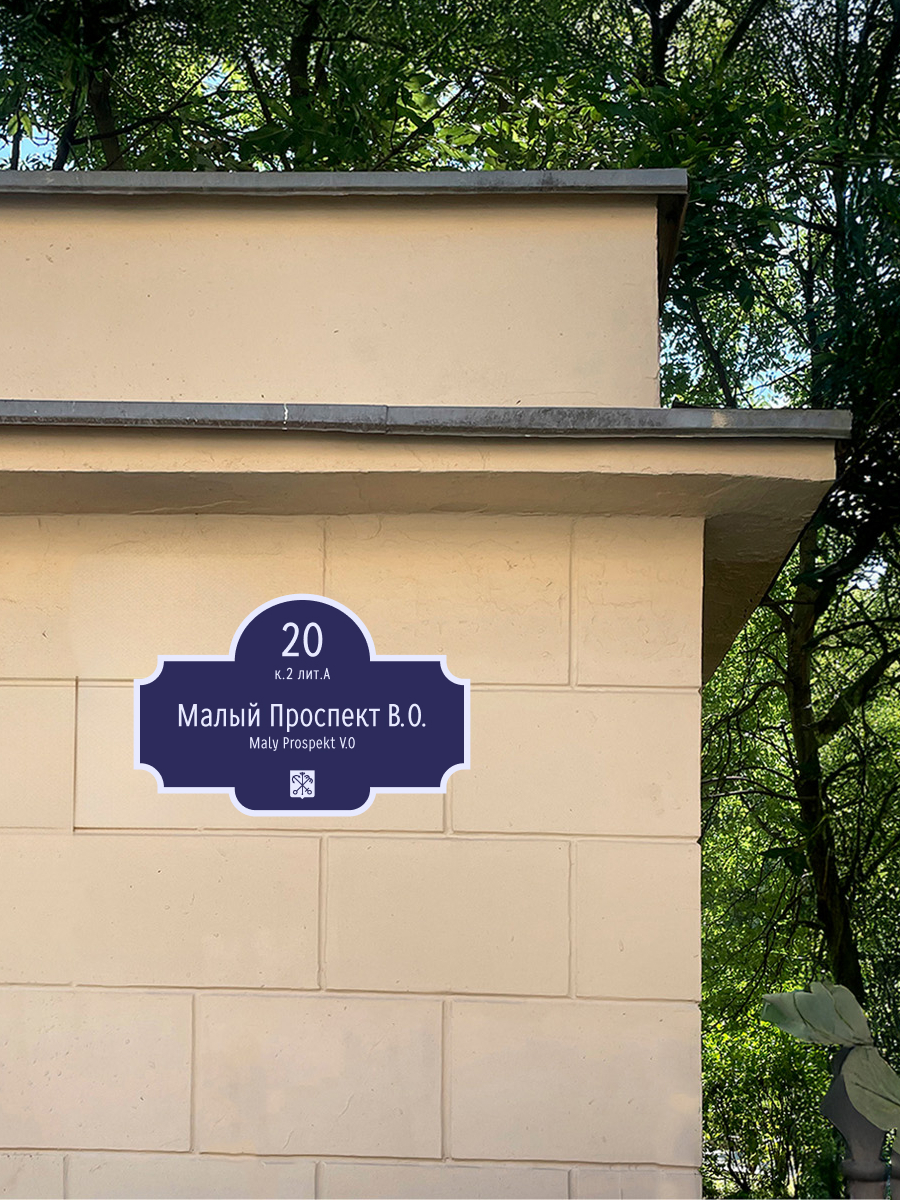 20
к.2 лит.А
Малый Проспект В.О.
Maly Prospekt V.O